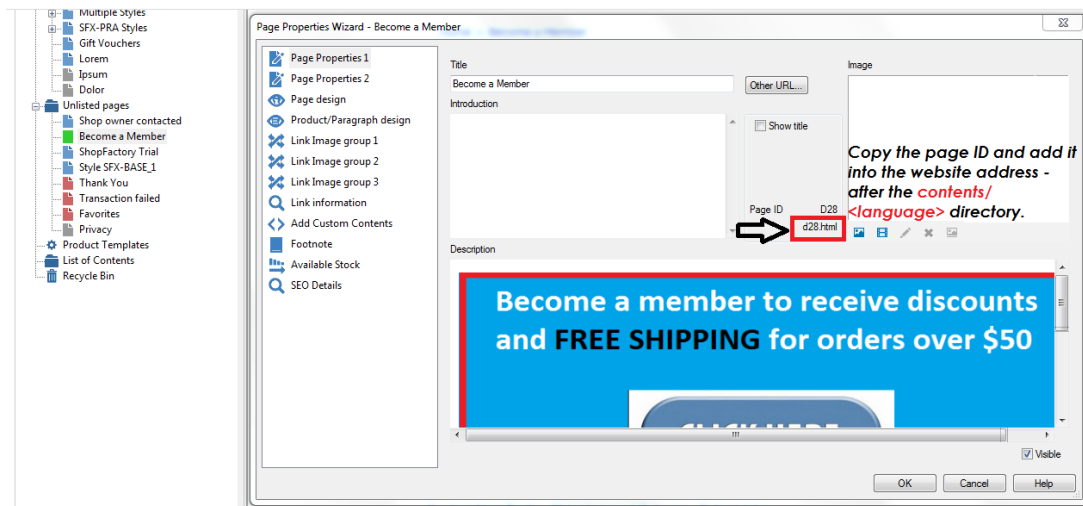 Multiple Styles
SFX-PRA Styles
Gift Vouchers
Lorem
Ipsum
Dolor
Unlisted pages
Shop owner contacted
Become a Member
ShopFactory Trial
Style SFX-BASE_1
Thank You
Transaction failed
Favorites
Privacy
Product Templates
List of Contents
Recycle Bin
Page Properties Wizard - Become a Member
Page Properties 1
Page Properties 2
Page design
Product/Paragraph design
Link Image group 1
Link Image group 2
Link Image group 3
Link information
Add Custom Contents
Footnote
Available Stock
SEO Details
Title
Become a Member
Other URL...
Introduction
Show title
Page ID D28
d28.html
Image
Copy the page ID and add it
into the website address -
after the contents/
<language> directory.
Description
Become a member to receive discounts
and FREE SHIPPING for orders over $50
CLICK HERE
Visible
OK Cancel Help